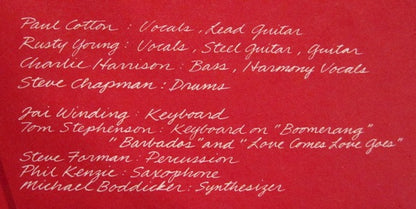 Paul Cotton : Vocals, Lead Guitar
Rusty Young : Vocals, Steel Guitar, Guitar
Charlie Harrison : Bass, Harmony Vocals
Steve Chapman : Drums
Jai Winding : Keyboard
Tom Stephenson : Keyboard on "Boomerang"
"Barbados" and "Love Comes Love Goes"
Steve Forman : Percussion
Phil Kenzie : Saxophone
Michael Boddicker : Synthesizer